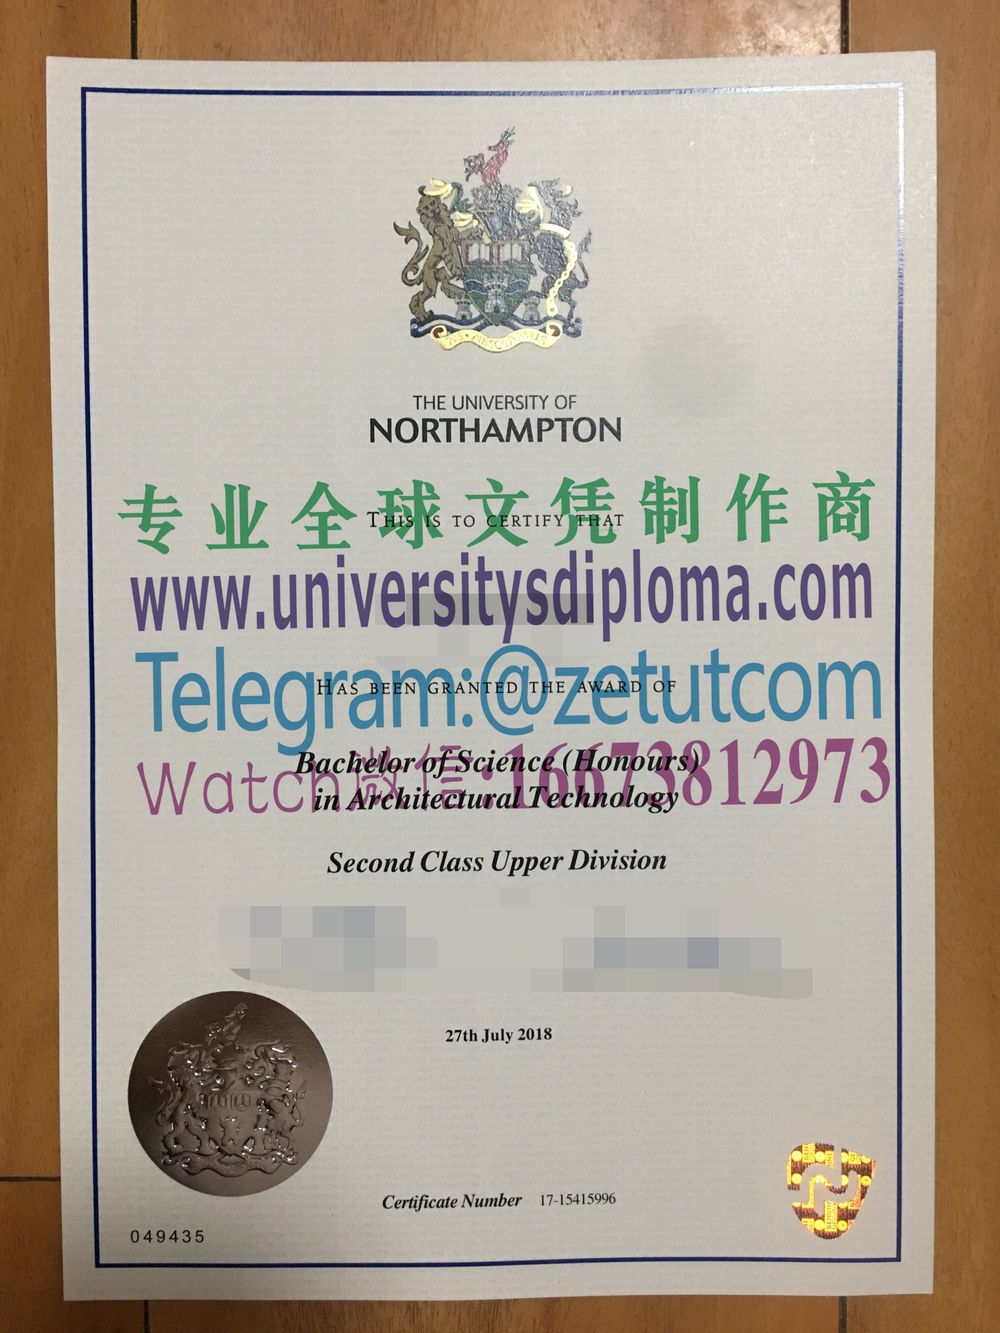 THE UNIVERSITY OF
NORTHAMPTON
专业全球文凭制作商
THIS IS TO CERTIFY THAT
www.universitysdiploma.com
Telegram:@zetutcom
HAS BEEN GRANTED THE AWARD OF
Bachelor of Science (Honours)
Watch微信:16673812973
in Architectural Technology
Second Class Upper Division
27th July 2018
Certificate Number 17-15415996
049435